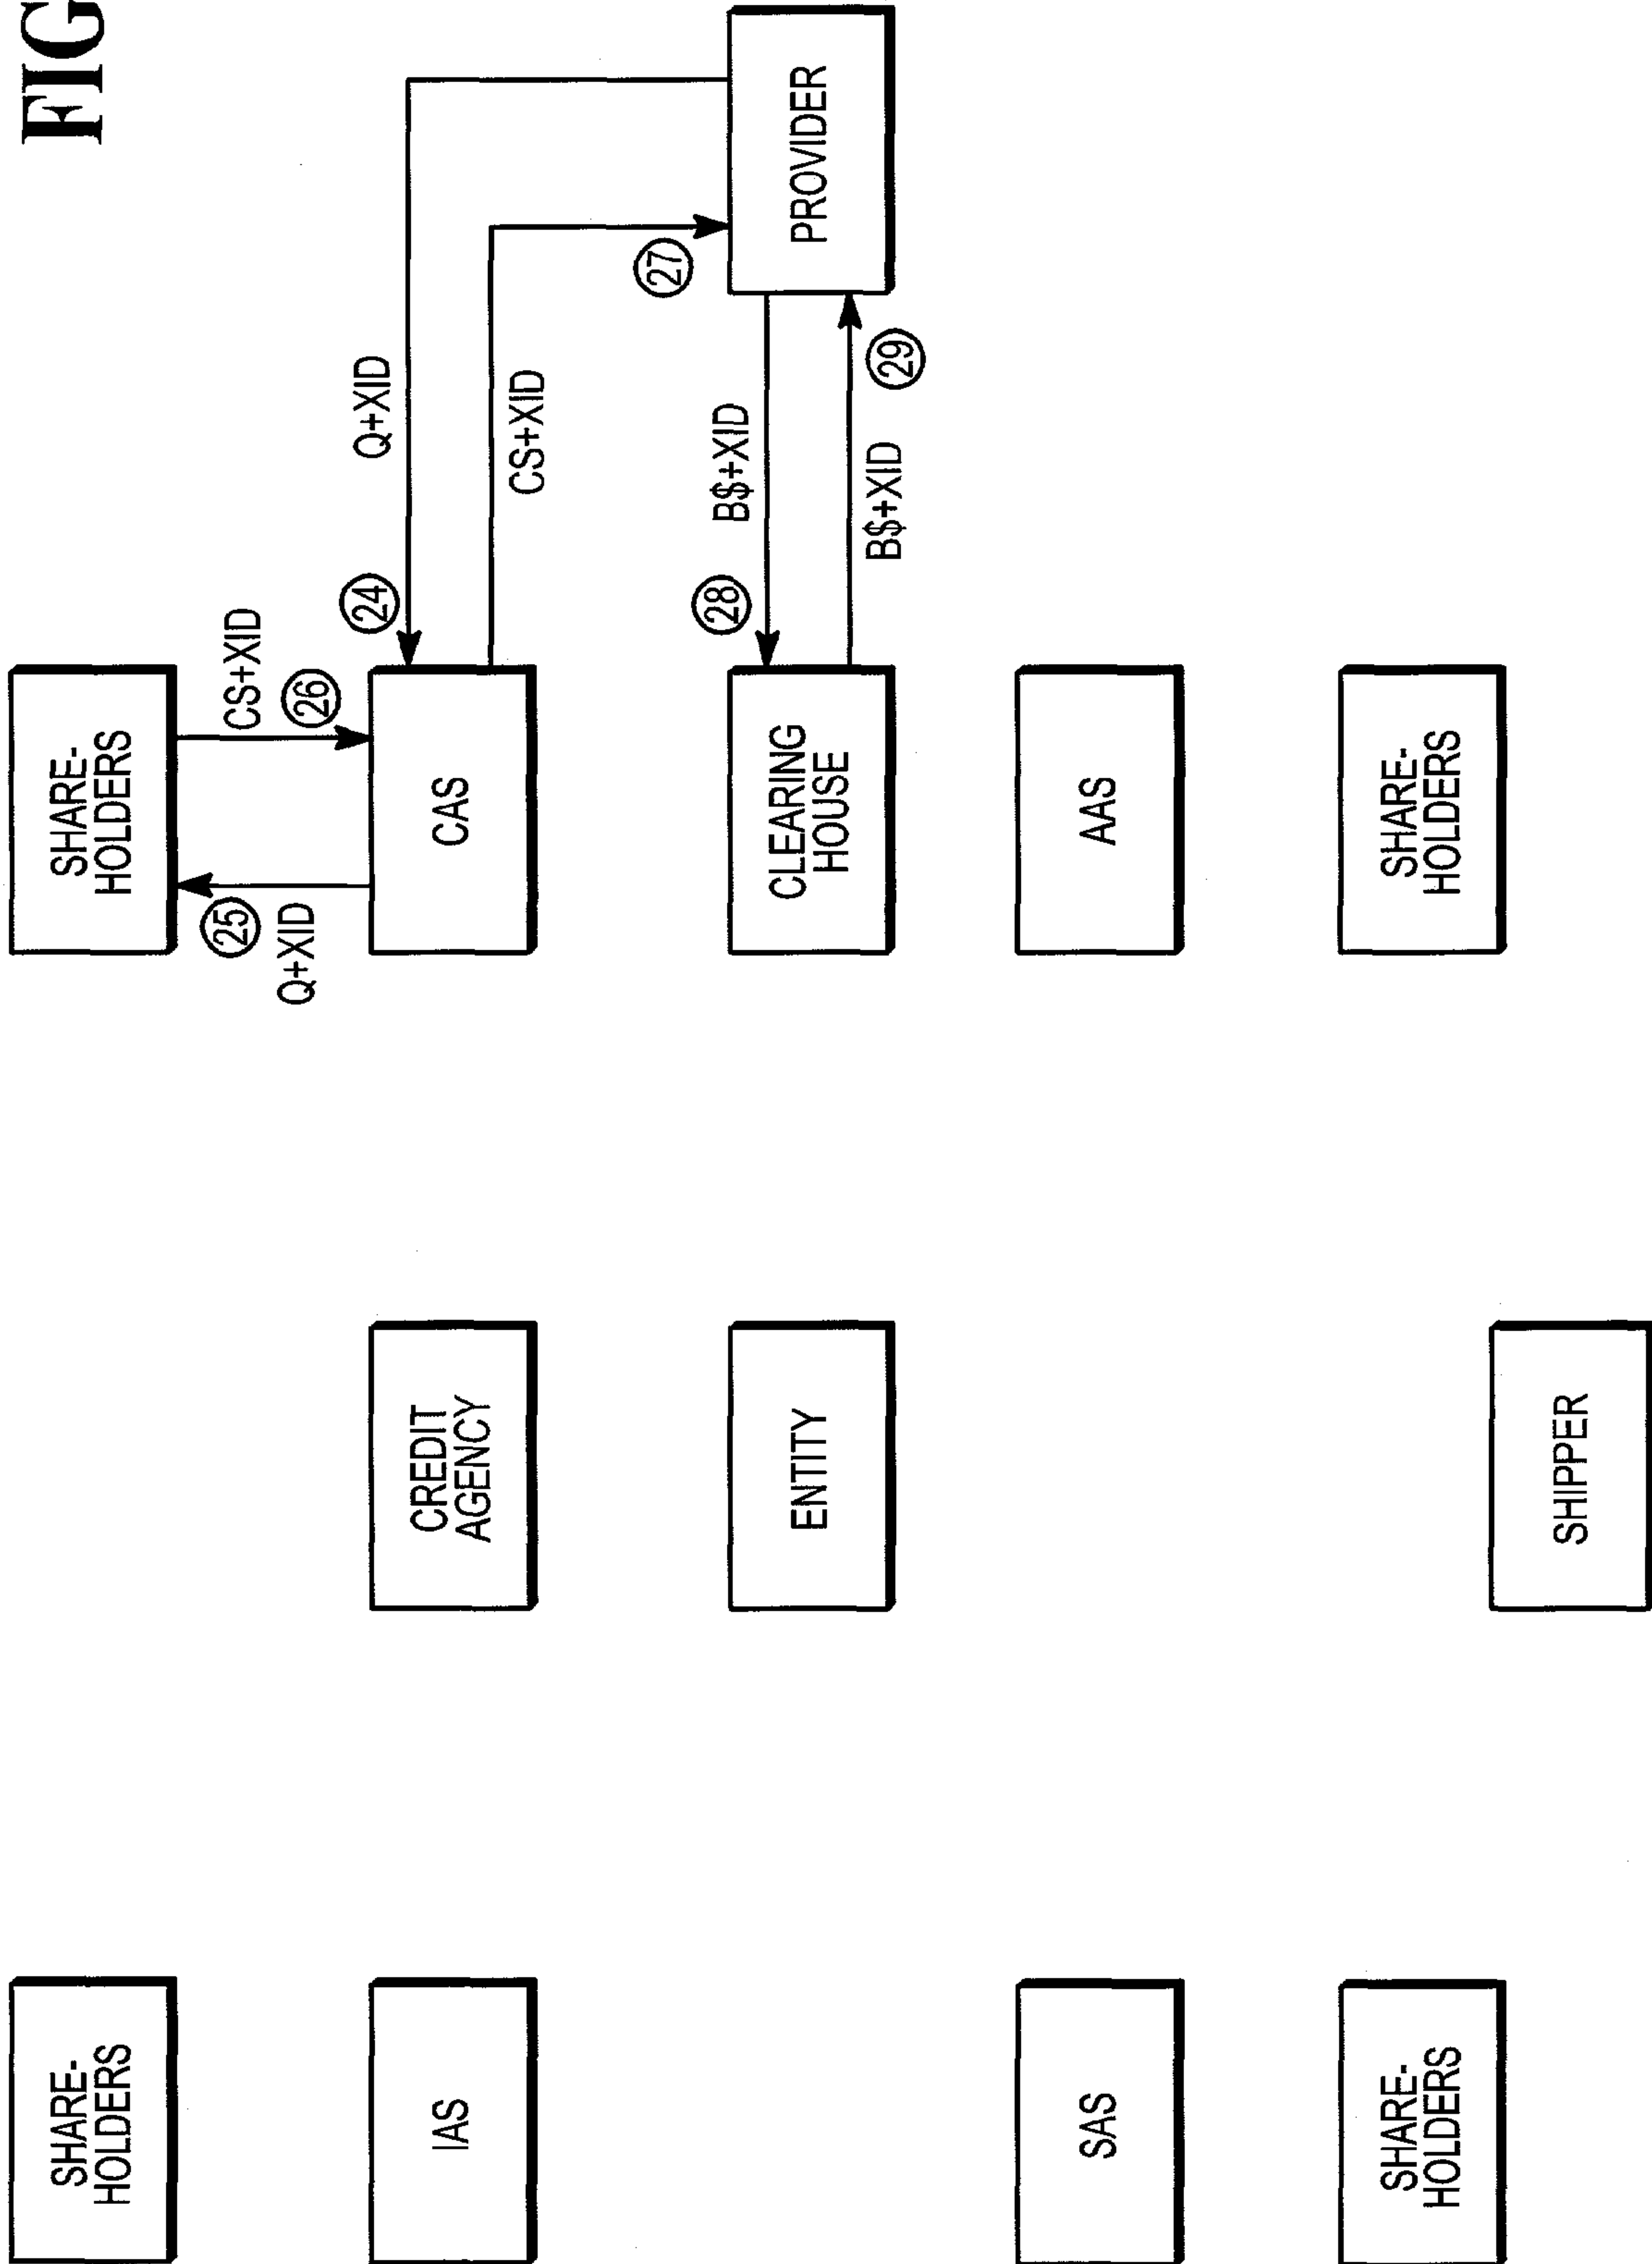 FIG
SHARE-
HOLDERS
SHARE-
HOLDERS
25
Q+XID
CS+XID
26
IAS
CREDIT
AGENCY
CAS
24
Q+XID
CS+XID
27
ENTITY
CLEARING
HOUSE
28
B$+XID
B$+XID
29
PROVIDER
SAS
AAS
SHARE-
HOLDERS
SHARE-
HOLDERS
SHIPPER